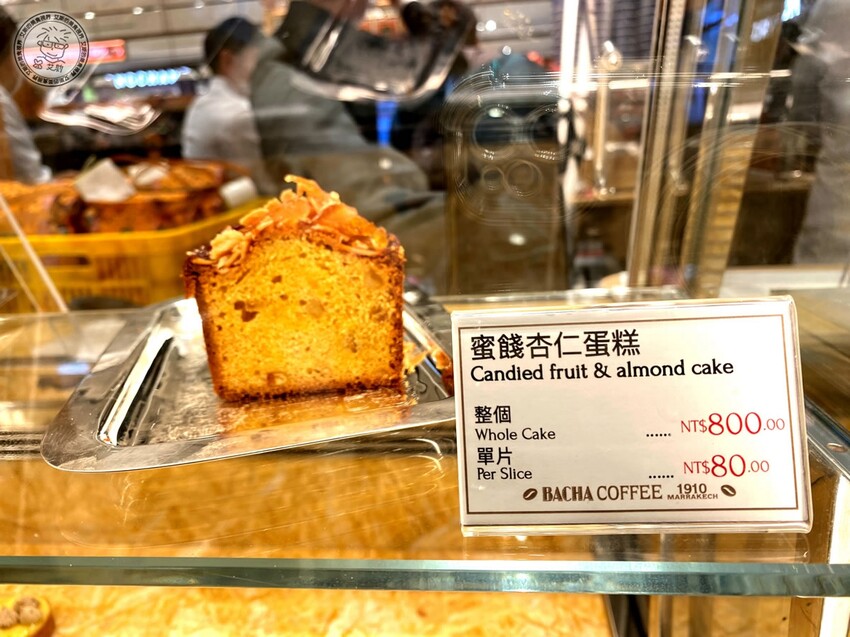 蜜餞杏仁蛋糕
Candied fruit & almond cake
整個
Whole Cake ...... NT$800.00
單片
Per Slice ...... NT$80.00
BACHA COFFEE 1910 MARRAKECH